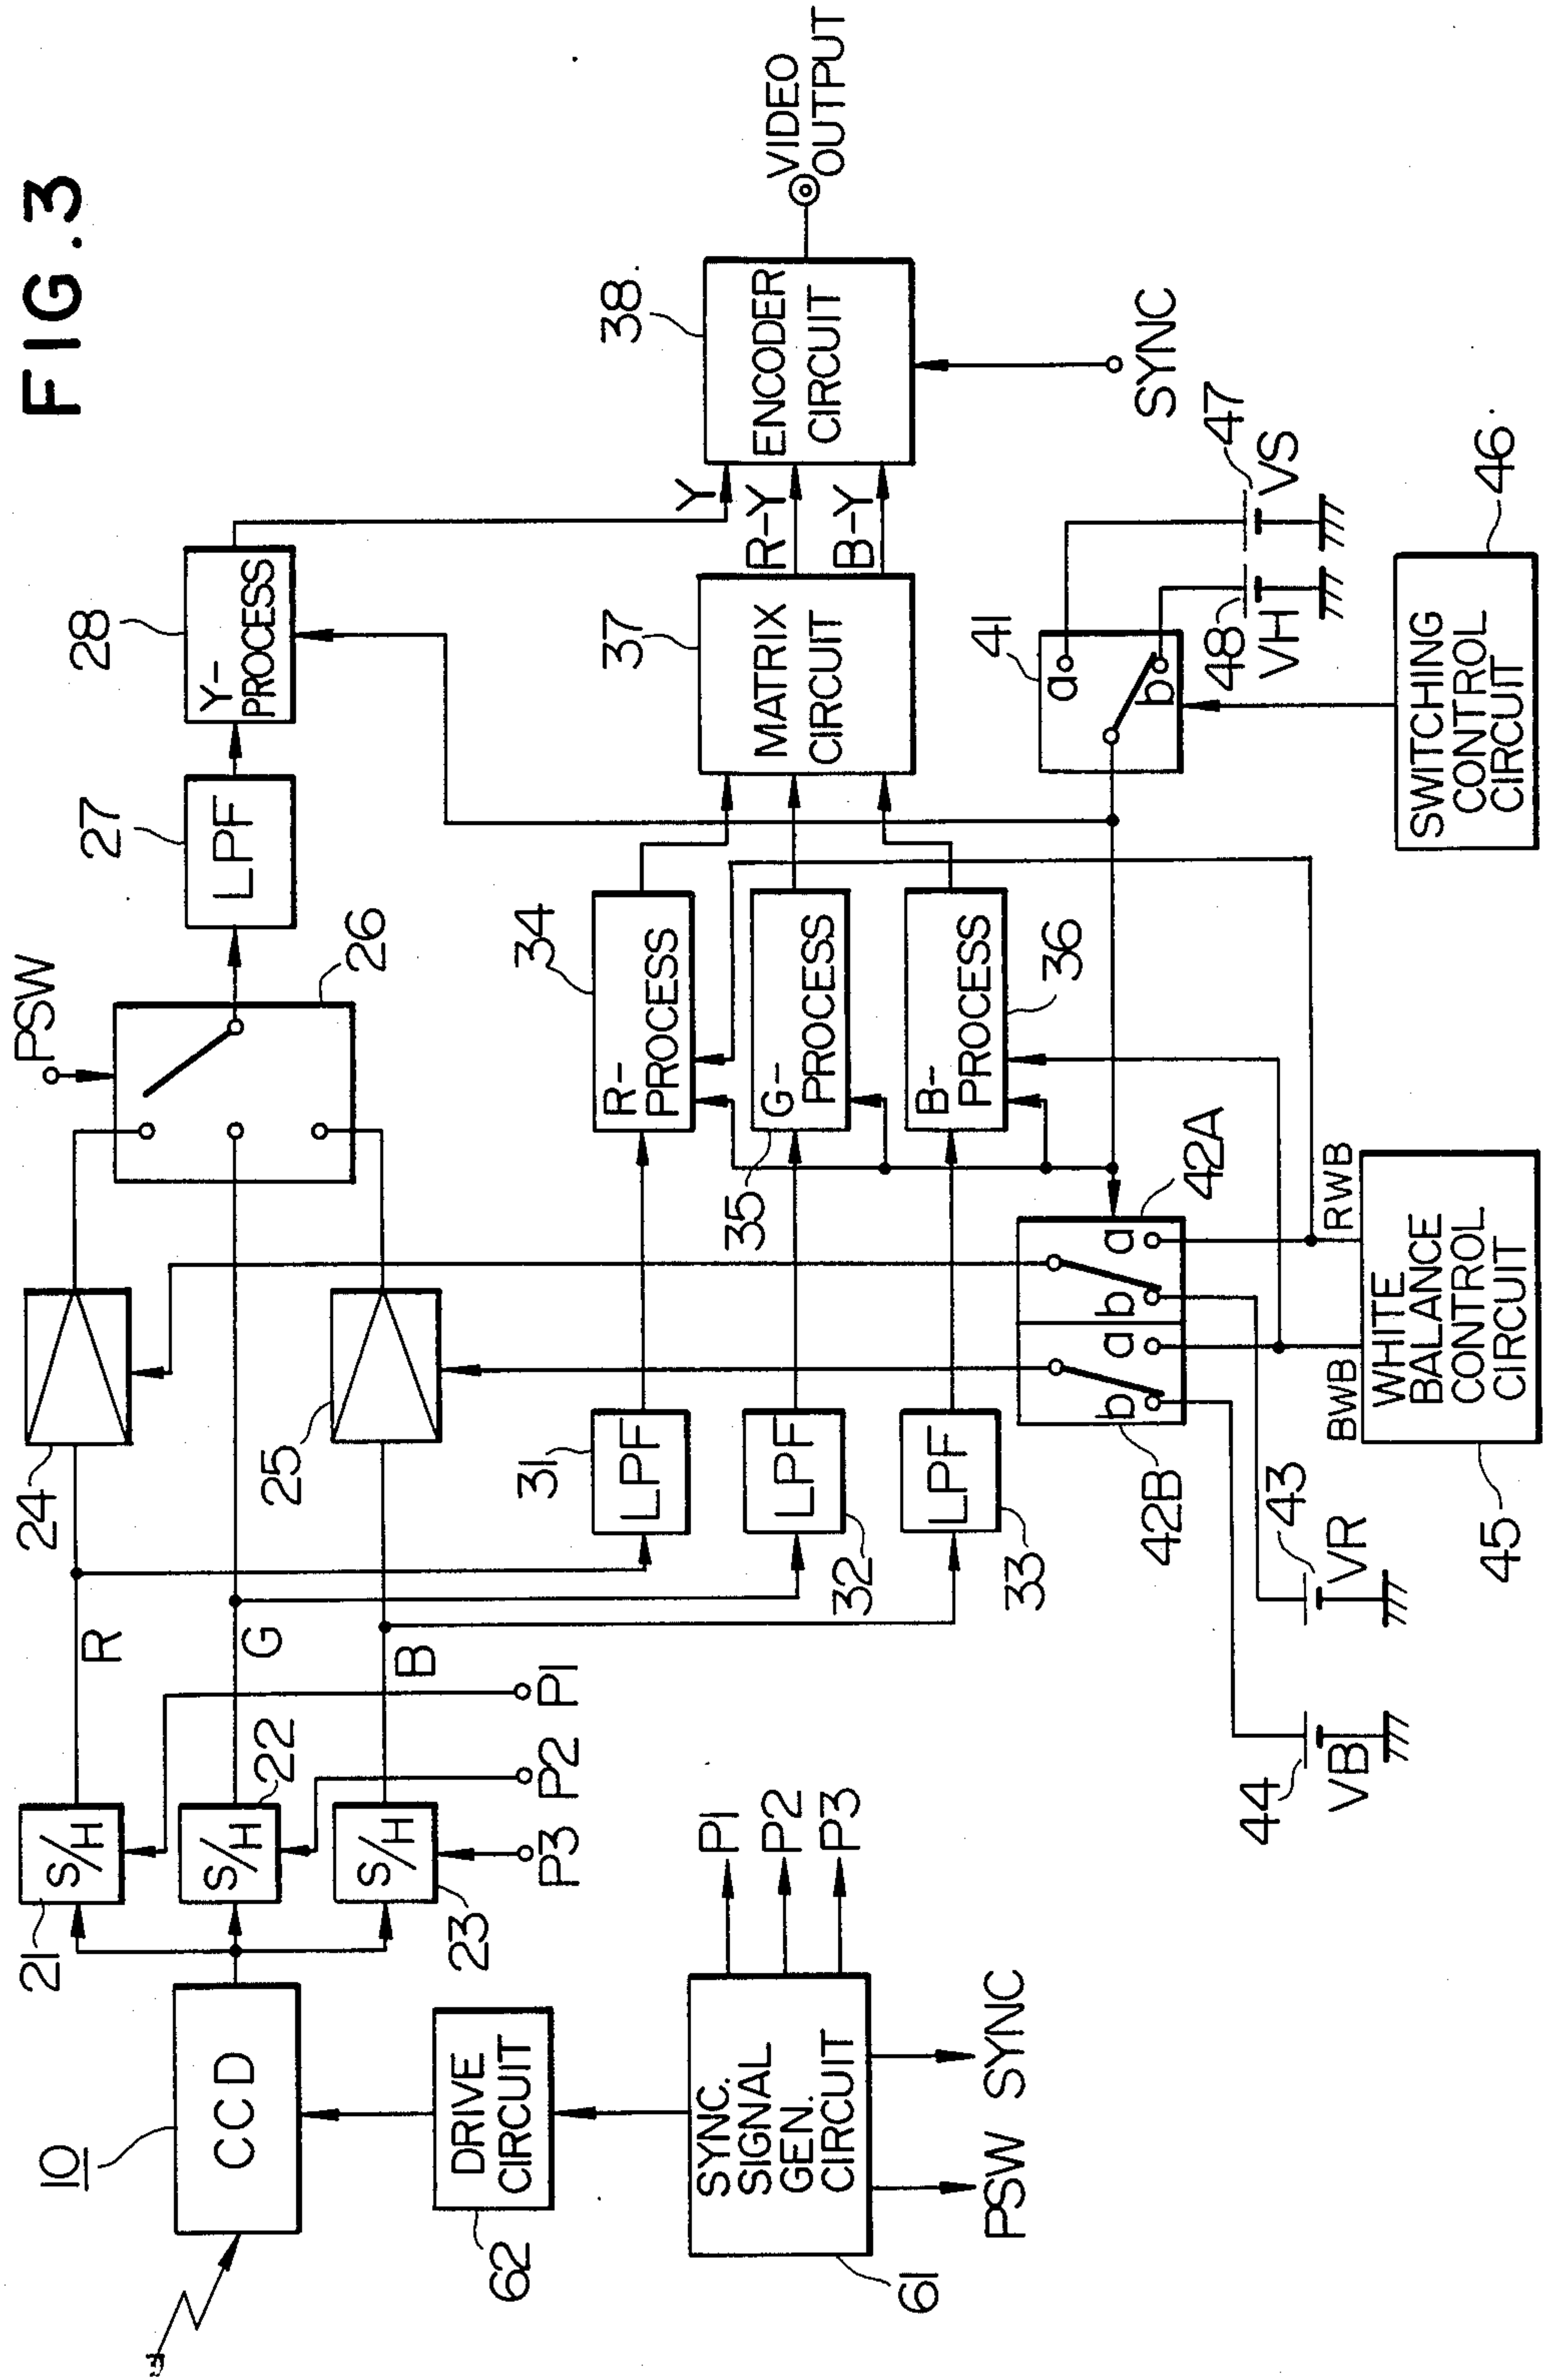 FIG.3
10
CCD
21
S/H
22
S/H
23
S/H
P1
P2
P3
R
G
B
24
25
PSW
26
27
LPF
28
Y-
PROCESS
62
DRIVE
CIRCUIT
61
SYNC.
SIGNAL
GEN.
CIRCUIT
P1
P2
P3
PSW
SYNC
31
LPF
32
LPF
33
LPF
34
R-
PROCESS
35
G-
PROCESS
36
B-
PROCESS
37
MATRIX
CIRCUIT
Y
R-Y
B-Y
38
ENCODER
CIRCUIT
VIDEO
OUTPUT
SYNC
41
a
b
42A
a
b
42B
a
b
44
VB
43
VR
BWB
RWB
45
WHITE
BALANCE
CONTROL
CIRCUIT
48
VH
47
VS
46
SWITCHING
CONTROL
CIRCUIT